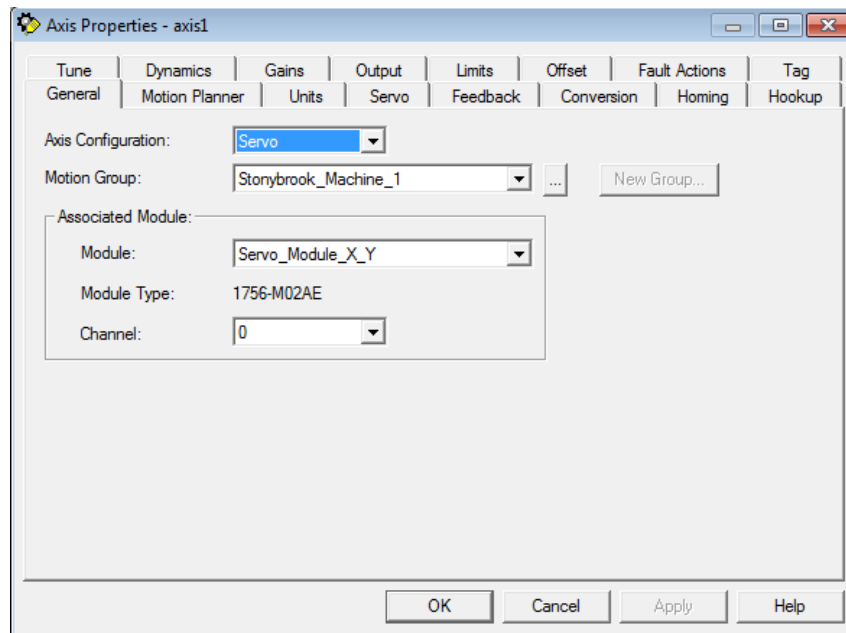 Axis Properties - axis1
Tune Dynamics Gains Output Limits Offset Fault Actions Tag
General Motion Planner Units Servo Feedback Conversion Homing Hookup
Axis Configuration: Servo
Motion Group: Stonybrook_Machine_1 ... New Group...
Associated Module:
Module: Servo_Module_X_Y
Module Type: 1756-M02AE
Channel: 0
OK Cancel Apply Help